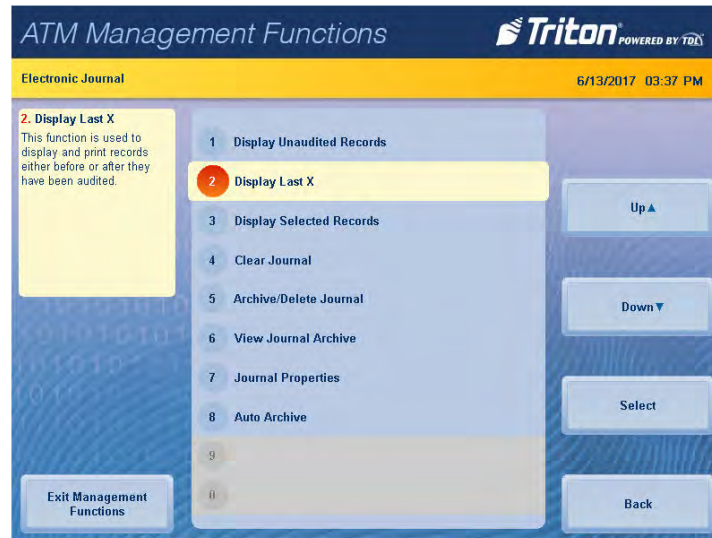 ATM Management Functions
Triton POWERED BY TDL
Electronic Journal
6/13/2017 03:37 PM
2. Display Last X
This function is used to
display and print records
either before or after they
have been audited.
1 Display Unaudited Records
2 Display Last X
3 Display Selected Records
4 Clear Journal
5 Archive/Delete Journal
6 View Journal Archive
7 Journal Properties
8 Auto Archive
9
0
Up▲
Down▼
Select
Back
Exit Management
Functions